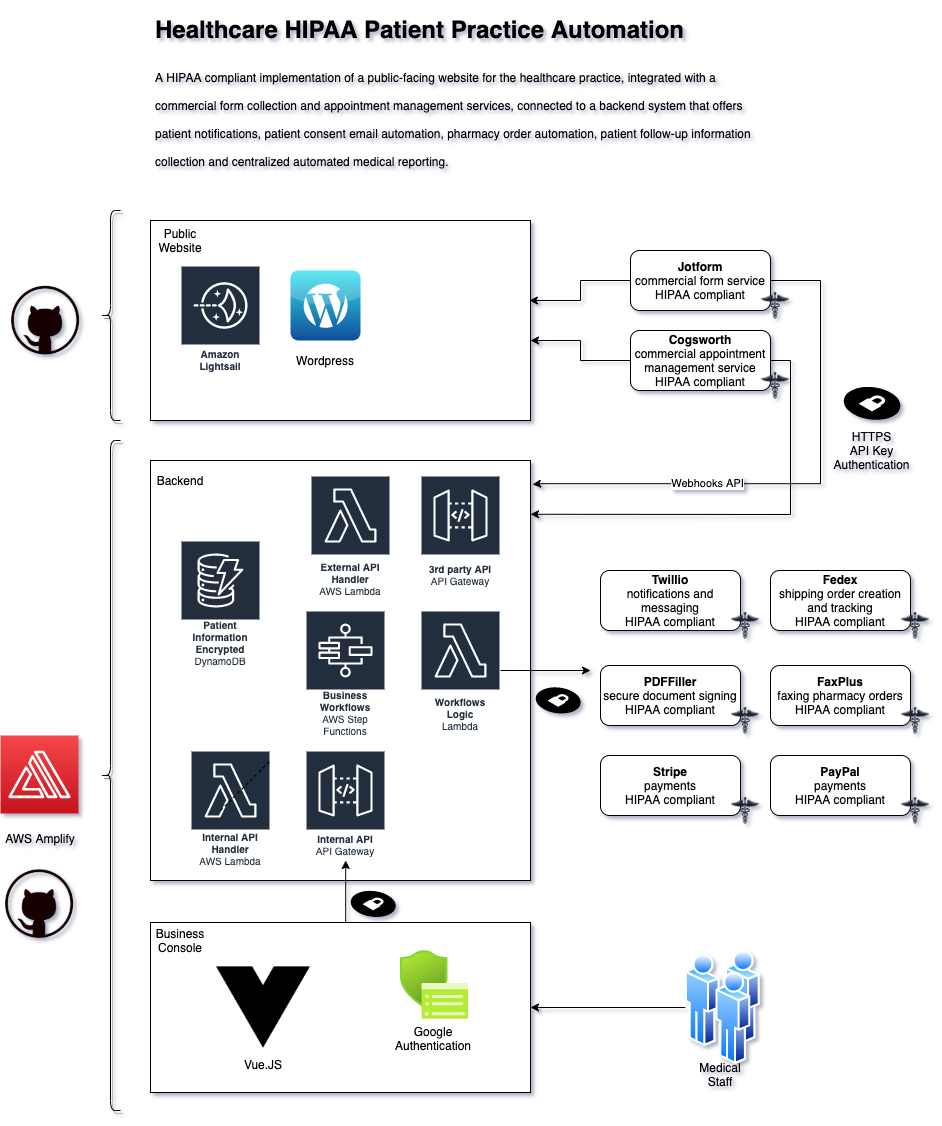 Healthcare HIPAA Patient Practice Automation
A HIPAA compliant implementation of a public-facing website for the healthcare practice, integrated with a
commercial form collection and appointment management services, connected to a backend system that offers
patient notifications, patient consent email automation, pharmacy order automation, patient follow-up information
collection and centralized automated medical reporting.
Public
Website
Amazon
Lightsail
Wordpress
Jotform
commercial form service
HIPAA compliant
Cogsworth
commercial appointment
management service
HIPAA compliant
HTTPS
API Key
Authentication
Webhooks API
Backend
External API
Handler
AWS Lambda
3rd party API
API Gateway
Patient
Information
Encrypted
DynamoDB
Business
Workflows
AWS Step
Functions
Workflows
Logic
Lambda
Internal API
Handler
AWS Lambda
Internal API
API Gateway
Twillio
notifications and
messaging
HIPAA compliant
Fedex
shipping order creation
and tracking
HIPAA compliant
PDFFiller
secure document signing
HIPAA compliant
FaxPlus
faxing pharmacy orders
HIPAA compliant
Stripe
payments
HIPAA compliant
PayPal
payments
HIPAA compliant
AWS Amplify
Business
Console
Vue.JS
Google
Authentication
Medical
Staff